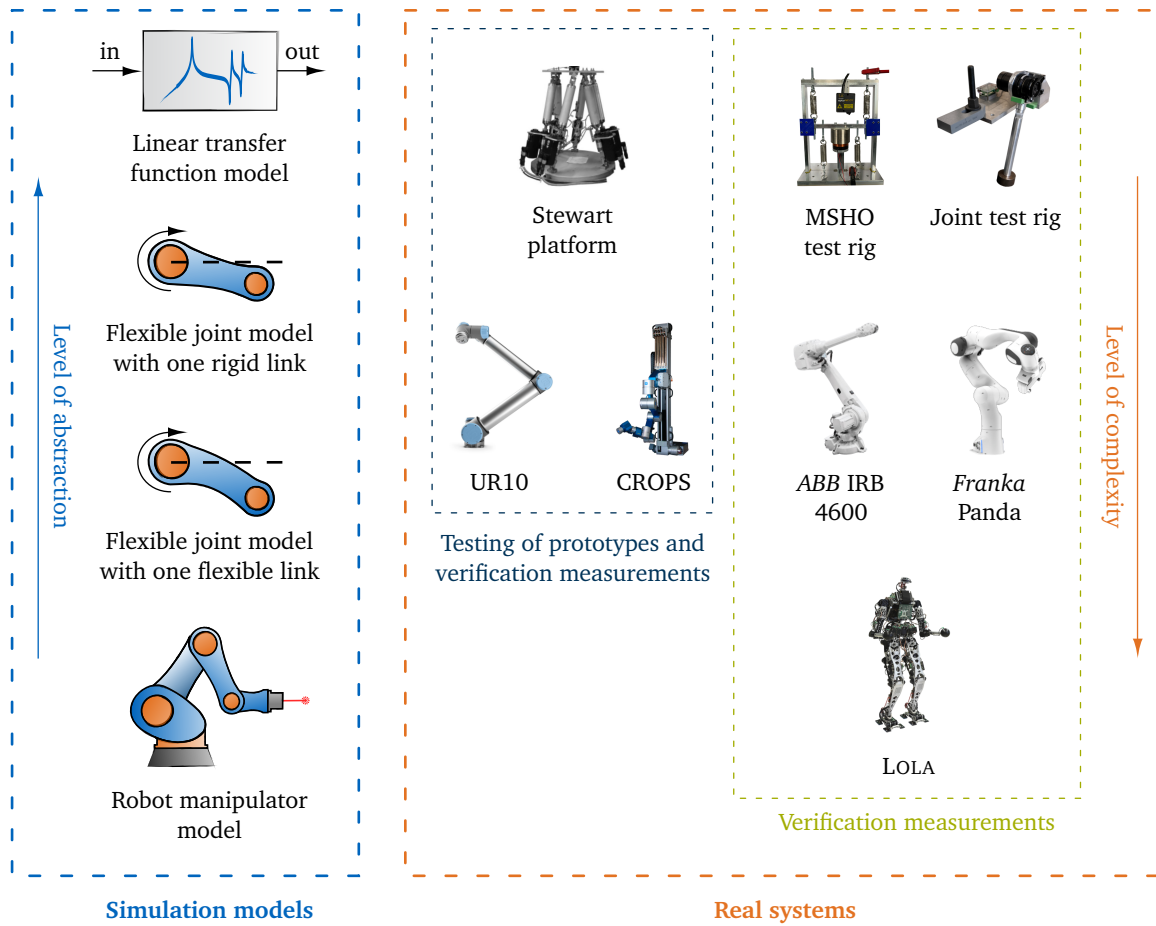 in
out
Linear transfer
function model
Flexible joint model
with one rigid link
Flexible joint model
with one flexible link
Robot manipulator
model
Level of abstraction
Simulation models
Stewart
platform
UR10
CROPS
Testing of prototypes and
verification measurements
MSHO
test rig
Joint test rig
ABB IRB
4600
Franka
Panda
LOLA
Verification measurements
Level of complexity
Real systems